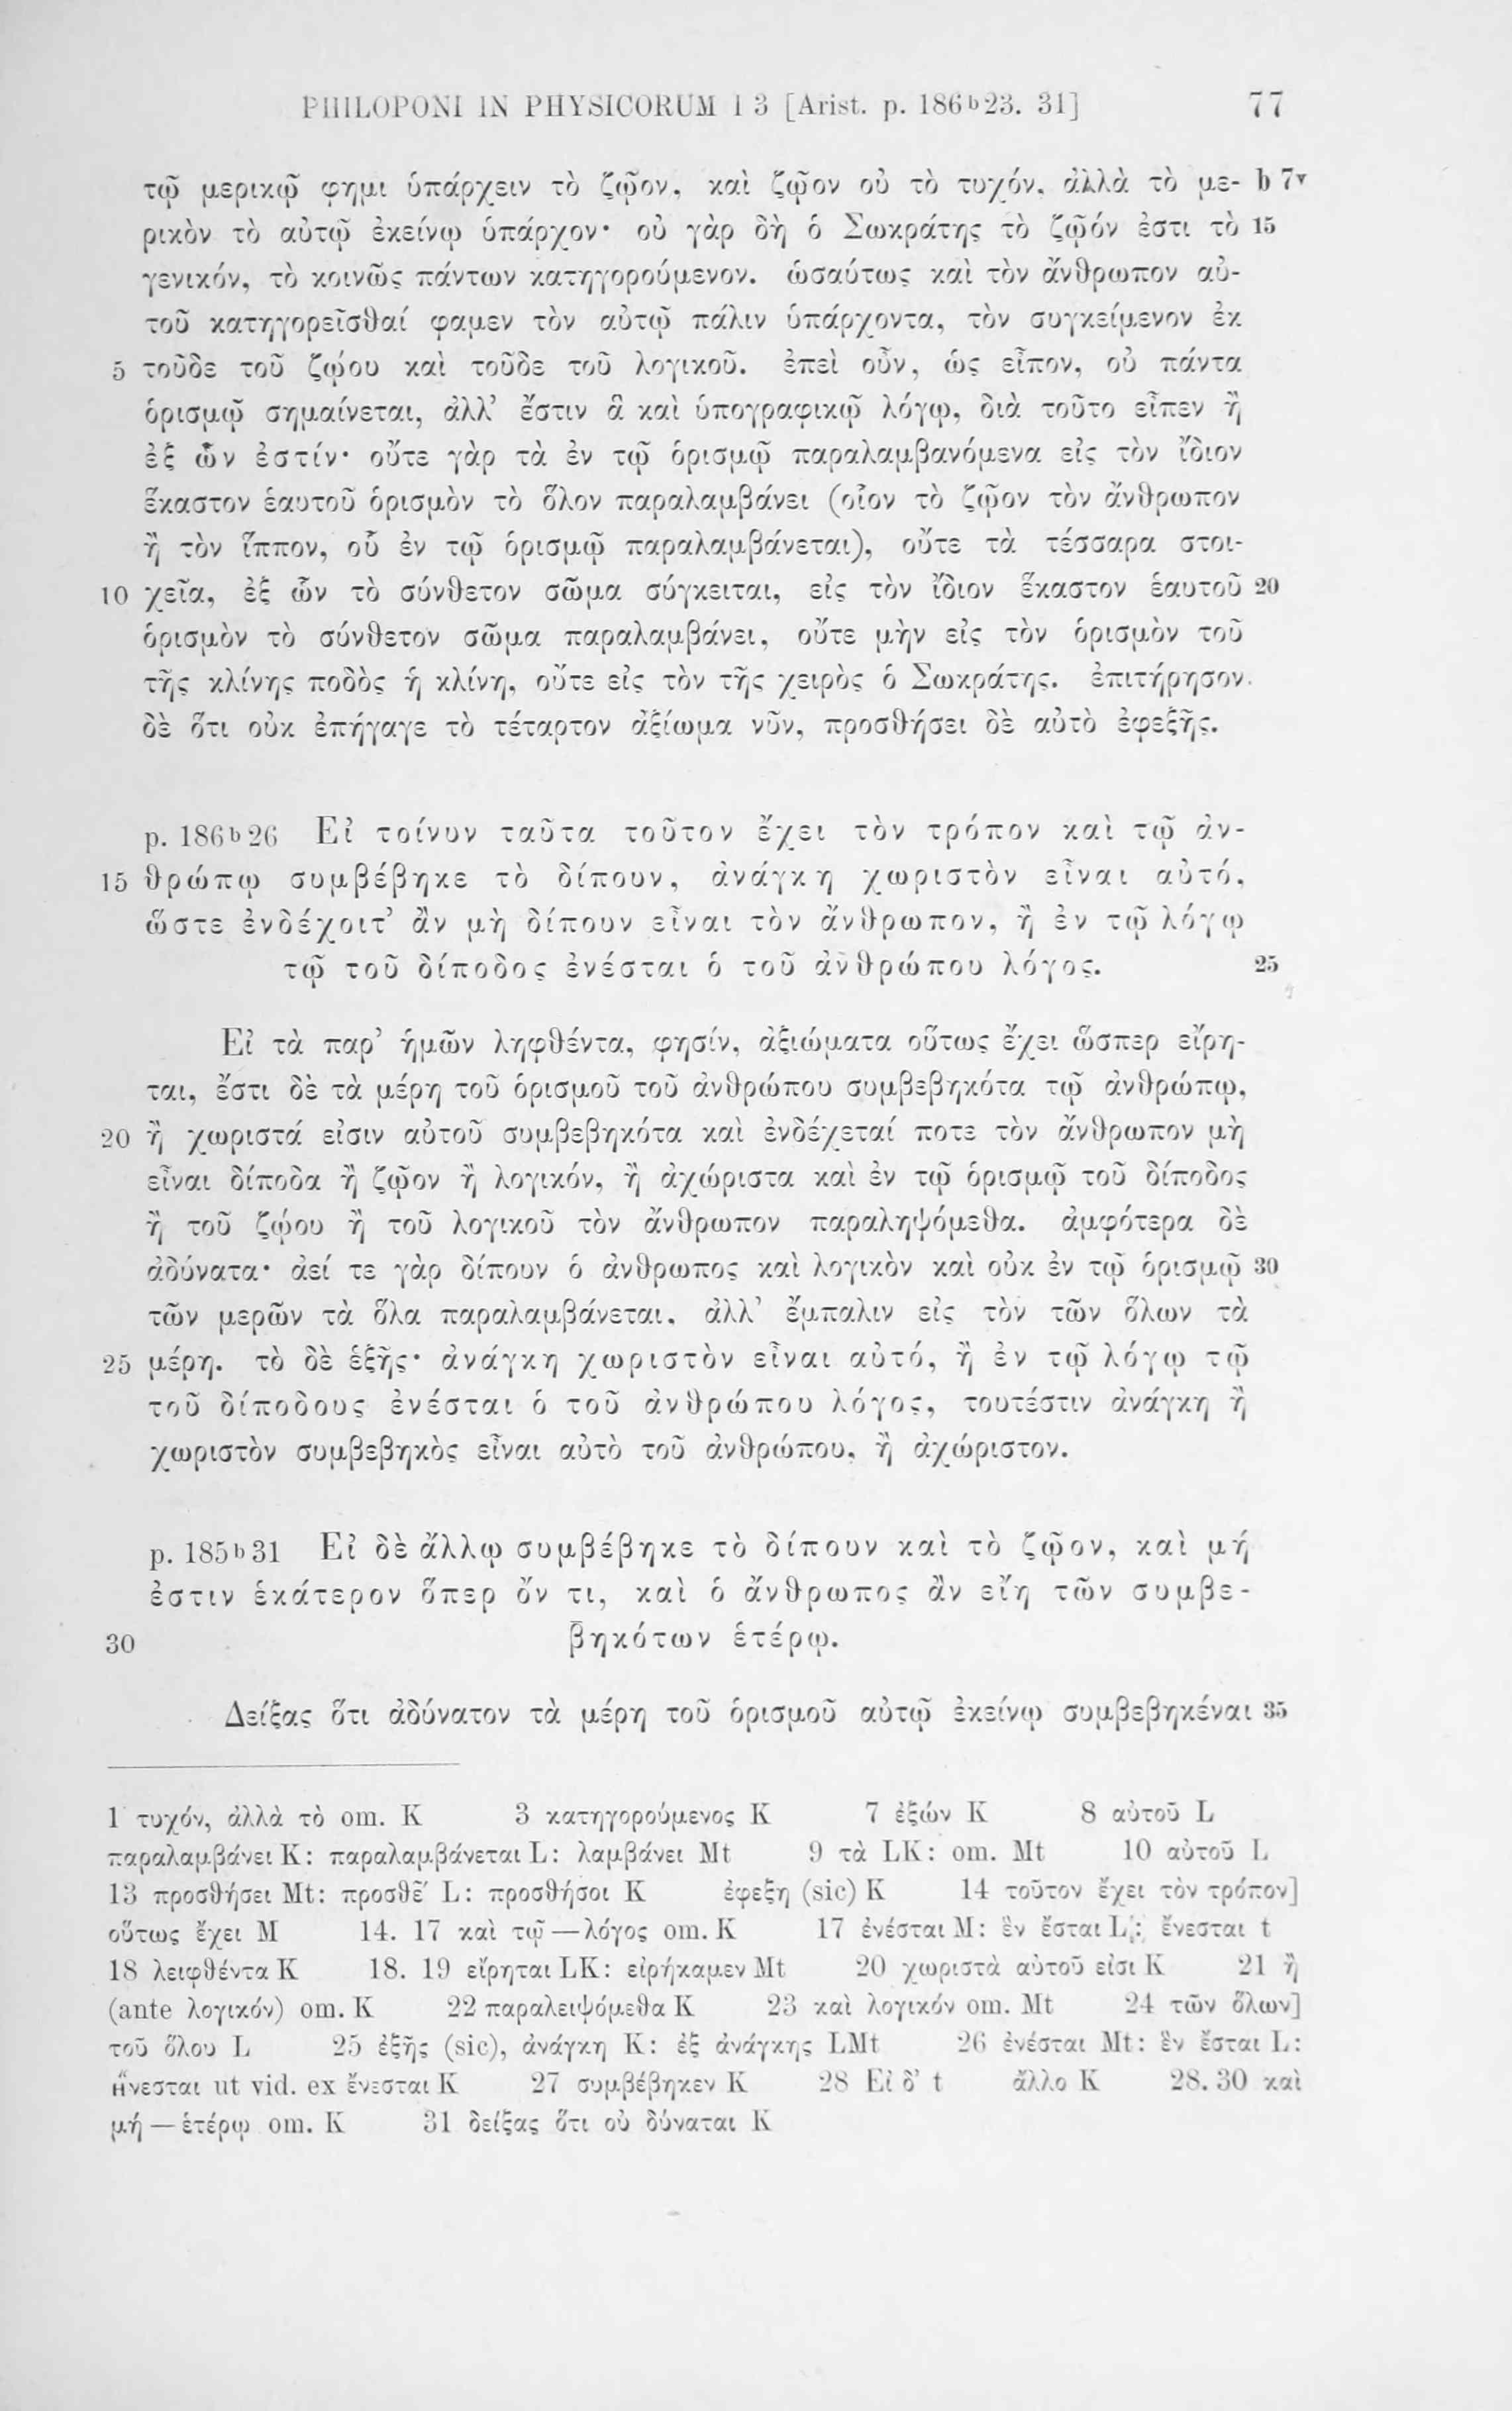 PHILOPONI IN PHYSICORUM I 3 [Arist. p. 186b23. 31] 77
τῷ μερικῷ φημι ὑπάρχειν τὸ ζῷον, καὶ ζῷον οὐ τὸ τυχόν, ἀλλὰ τὸ με- b 7v
ρικὸν τὸ αὐτῷ ἐκείνῳ ὑπάρχον· οὐ γὰρ δὴ ὁ Σωκράτης τὸ ζῷόν ἐστι τὸ 15
γενικόν, τὸ κοινῶς πάντων κατηγορούμενον. ὡσαύτως καὶ τὸν ἄνθρωπον αὐ-
τοῦ κατηγορεῖσθαί φαμεν τὸν αὐτῷ πάλιν ὑπάρχοντα, τὸν συγκείμενον ἐκ
5 τοῦδε τοῦ ζῴου καὶ τοῦδε τοῦ λογικοῦ. ἐπεὶ οὖν, ὡς εἶπον, οὐ πάντα
ὁρισμῷ σημαίνεται, ἀλλ’ ἔστιν ἃ καὶ ὑπογραφικῷ λόγῳ, διὰ τοῦτο εἶπεν ἢ
ἐξ ὧν ἐστίν· οὔτε γὰρ τὰ ἐν τῷ ὁρισμῷ παραλαμβανόμενα εἰς τὸν ἴδιον
ἕκαστον ἑαυτοῦ ὁρισμὸν τὸ ὅλον παραλαμβάνει (οἷον τὸ ζῷον τὸν ἄνθρωπον
ἢ τὸν ἵππον, οὗ ἐν τῷ ὁρισμῷ παραλαμβάνεται), οὔτε τὰ τέσσαρα στοι-
10 χεῖα, ἐξ ὧν τὸ σύνθετον σῶμα σύγκειται, εἰς τὸν ἴδιον ἕκαστον ἑαυτοῦ 20
ὁρισμὸν τὸ σύνθετον σῶμα παραλαμβάνει, οὔτε μὴν εἰς τὸν ὁρισμὸν τοῦ
τῆς κλίνης ποδὸς ἡ κλίνη, οὔτε εἰς τὸν τῆς χειρὸς ὁ Σωκράτης. ἐπιτήρησον
δὲ ὅτι οὐκ ἐπήγαγε τὸ τέταρτον ἀξίωμα νῦν, προσθήσει δὲ αὐτὸ ἐφεξῆς.
p. 186b26 Εἰ τοίνυν ταῦτα τοῦτον ἔχει τὸν τρόπον καὶ τῷ ἀν-
15 θρώπῳ συμβέβηκε τὸ δίπουν, ἀνάγκη χωριστὸν εἶναι αὐτό,
ὥστε ἐνδέχοιτ’ ἂν μὴ δίπουν εἶναι τὸν ἄνθρωπον, ἢ ἐν τῷ λόγῳ
τῷ τοῦ δίποδος ἐνέσται ὁ τοῦ ἀνθρώπου λόγος. 25
Εἰ τὰ παρ’ ἡμῶν ληφθέντα, φησίν, ἀξιώματα οὕτως ἔχει ὥσπερ εἴρη-
ται, ἔστι δὲ τὰ μέρη τοῦ ὁρισμοῦ τοῦ ἀνθρώπου συμβεβηκότα τῷ ἀνθρώπῳ,
20 ἢ χωριστά εἰσιν αὐτοῦ συμβεβηκότα καὶ ἐνδέχεταί ποτε τὸν ἄνθρωπον μὴ
εἶναι δίποδα ἢ ζῷον ἢ λογικόν, ἢ ἀχώριστα καὶ ἐν τῷ ὁρισμῷ τοῦ δίποδος
ἢ τοῦ ζῴου ἢ τοῦ λογικοῦ τὸν ἄνθρωπον παραληψόμεθα. ἀμφότερα δὲ
ἀδύνατα· ἀεί τε γὰρ δίπουν ὁ ἄνθρωπος καὶ λογικὸν καὶ οὐκ ἐν τῷ ὁρισμῷ 30
τῶν μερῶν τὰ ὅλα παραλαμβάνεται, ἀλλ’ ἔμπαλιν εἰς τὸν τῶν ὅλων τὰ
25 μέρη. τὸ δὲ ἑξῆς· ἀνάγκη χωριστὸν εἶναι αὐτό, ἢ ἐν τῷ λόγῳ τῷ
τοῦ δίποδους ἐνέσται ὁ τοῦ ἀνθρώπου λόγος, τουτέστιν ἀνάγκη ἢ
χωριστὸν συμβεβηκὸς εἶναι αὐτὸ τοῦ ἀνθρώπου, ἢ ἀχώριστον.
p. 185b31 Εἰ δὲ ἄλλῳ συμβέβηκε τὸ δίπουν καὶ τὸ ζῷον, καὶ μή
ἐστιν ἑκάτερον ὅπερ ὄν τι, καὶ ὁ ἄνθρωπος ἂν εἴη τῶν συμβε-
30 βηκότων ἑτέρῳ.
Δείξας ὅτι ἀδύνατον τὰ μέρη τοῦ ὁρισμοῦ αὐτῷ ἐκείνῳ συμβεβηκέναι 35
1 τυχόν, ἀλλὰ τὸ om. K 3 κατηγορούμενος K 7 ἐξών K 8 αὑτοῦ L
παραλαμβάνει K: παραλαμβάνεται L: λαμβάνει Mt 9 τὰ LK: om. Mt 10 αὑτοῦ L
13 προσθήσει Mt: προσθε͂ L: προσθήσοι K ἐφεξη (sic) K 14 τοῦτον ἔχει τὸν τρόπον]
οὕτως ἔχει M 14. 17 καὶ τῷ — λόγος om. K 17 ἐνέσται M: ἓν ἔσται L: ἔνεσται t
18 λειφθέντα K 18. 19 εἴρηται LK: εἰρήκαμεν Mt 20 χωριστὰ αὐτοῦ εἰσι K 21 ἢ
(ante λογικόν) om. K 22 παραλειψόμεθα K 23 καὶ λογικόν om. Mt 24 τῶν ὅλων]
τοῦ ὅλου L 25 ἐξῆς (sic), ἀνάγκη K: ἐξ ἀνάγκης LMt 26 ἐνέσται Mt: ἓν ἔσται L:
ἤνεσται ut vid. ex ἔνεσται K 27 συμβέβηκεν K 28 Εἰ δ’ t ἄλλο K 28. 30 καὶ
μή — ἑτέρῳ om. K 31 δείξας ὅτι οὐ δύναται K